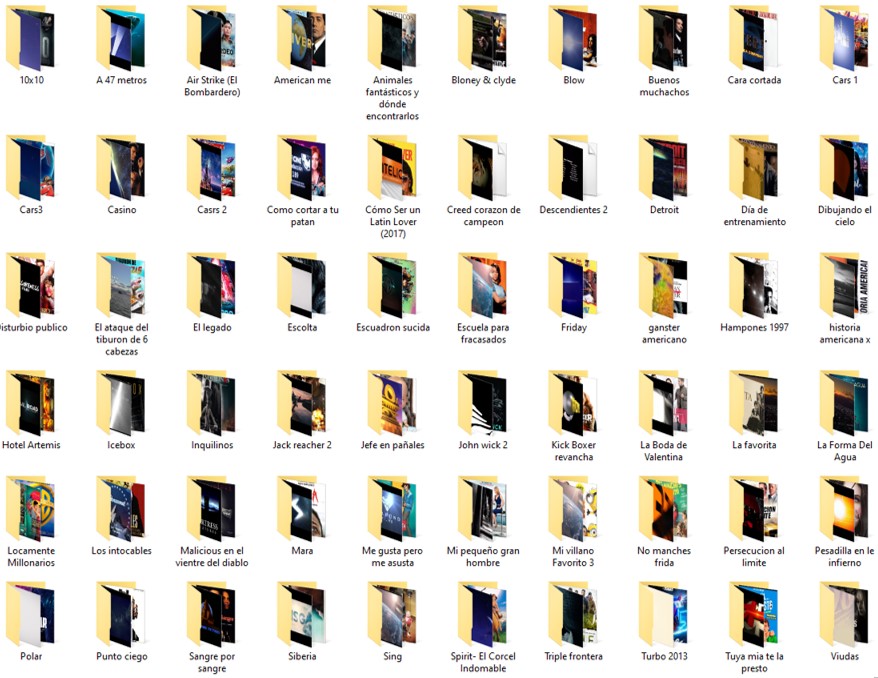 10x10
A 47 metros
Air Strike (El
Bombardero)
American me
Animales
fantásticos y
dónde
encontrarlos
Bloney & clyde
Blow
Buenos
muchachos
Cara cortada
Cars 1
Cars3
Casino
Casrs 2
Como cortar a tu
patan
Cómo Ser un
Latin Lover
(2017)
Creed corazon de
campeon
Descendientes 2
Detroit
Día de
entrenamiento
Dibujando el
cielo
isturbio publico
El ataque del
tiburon de 6
cabezas
El legado
Escolta
Escuadron sucida
Escuela para
fracasados
Friday
ganster
americano
Hampones 1997
historia
americana x
Hotel Artemis
Icebox
Inquilinos
Jack reacher 2
Jefe en pañales
John wick 2
Kick Boxer
revancha
La Boda de
Valentina
La favorita
La Forma Del
Agua
Locamente
Millonarios
Los intocables
Malicious en el
vientre del diablo
Mara
Me gusta pero
me asusta
Mi pequeño gran
hombre
Mi villano
Favorito 3
No manches
frida
Persecucion al
limite
Pesadilla en le
infierno
Polar
Punto ciego
Sangre por
sangre
Siberia
Sing
Spirit- El Corcel
Indomable
Triple frontera
Turbo 2013
Tuya mia te la
presto
Viudas